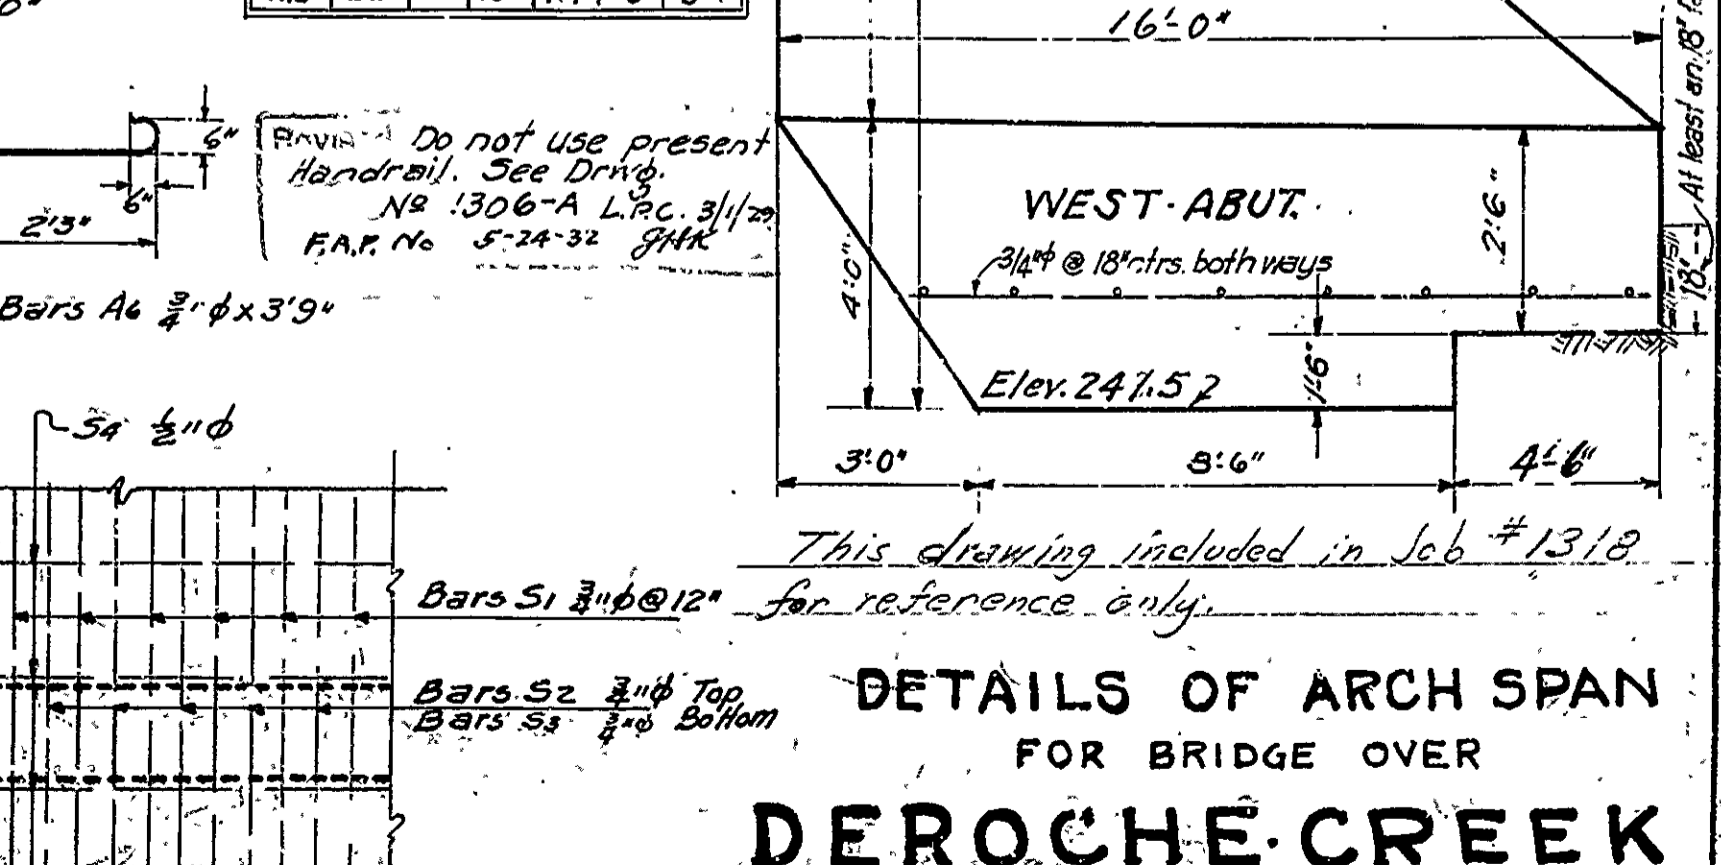 16'-0"
At least an 18"
6"
6"
2'3"
Do not use present
Handrail. See Drw'g.
Nº 1306-A L.P.C. 3/1/29
F.A.P. No 5-24-32
Bars A6 3/4"φ x 3'9"
WEST ABUT.
3/4"φ @ 18" ctrs. both ways
4'-0"
2'-6"
18"
1'-6"
Elev. 247.52
3'-0"
8'-6"
4'-6"
S4 1/2"φ
This drawing included in Job #1318
for reference only.
Bars S1 3/4"φ@12"
Bars S2 3/4"φ Top
Bars S3 3/4"φ Bottom
DETAILS OF ARCH SPAN
FOR BRIDGE OVER
DEROCHE CREEK